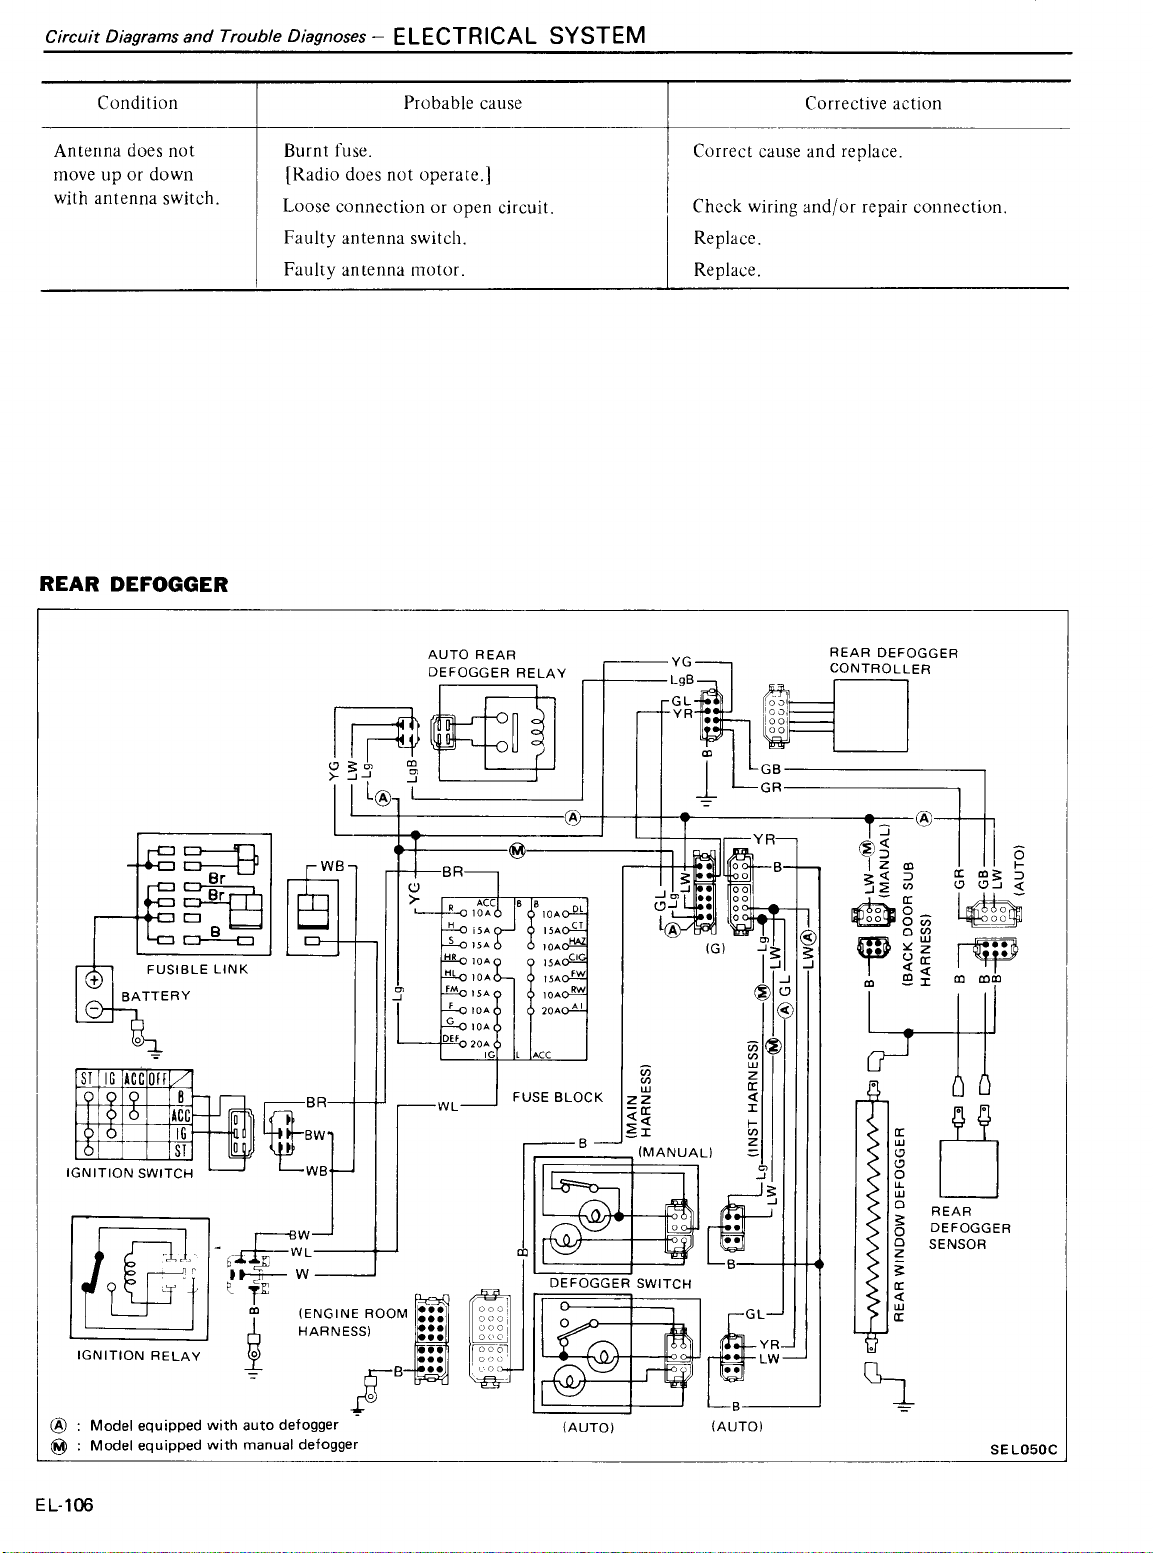 Circuit Diagrams and Trouble Diagnoses — ELECTRICAL SYSTEM
Condition Probable cause Corrective action
Antenna does not
move up or down
with antenna switch.
Burnt fuse.
[Radio does not operate.]
Correct cause and replace.
Loose connection or open circuit.
Check wiring and/or repair connection.
Faulty antenna switch.
Replace.
Faulty antenna motor.
Replace.
REAR DEFOGGER
AUTO REAR
DEFOGGER RELAY
YG
LgB
GL
YR
B
REAR DEFOGGER
CONTROLLER
YG
LW
Lg
Lg
LgB
A
GB
GR
A
A
M
YR
B
LW
M
(MANUAL)
(BACK DOOR SUB
HARNESS)
GR
GB
LW
(AUTO)
WB
BR
YG
Br
Br
B
FUSIBLE LINK
BATTERY
ACC B B
R 10A 10A DL
H 15A 15A CT
S 15A 10A HAZ
HR 10A 15A CIG
HL 10A 15A FW
FM 15A 10A RW
F 10A 20A AI
G 10A
DEF 20A
IG L ACC
FUSE BLOCK
Lg
GL
Lg
LW
A
(G)
Lg
LW
LW
A
M
GL
A
M
B
B
B
B
(MAIN
HARNESS)
(INST HARNESS)
ST IG ACC OFF
B
ACC
IG
ST
IGNITION SWITCH
BR
BW
WB
WL
B
(MANUAL)
Lg
LW
B
B
DEFOGGER SWITCH
BW
WL
W
B
IGNITION RELAY
(ENGINE ROOM
HARNESS)
B
GL
YR
LW
B
(AUTO)
(AUTO)
REAR WINDOW DEFOGGER
REAR
DEFOGGER
SENSOR
A : Model equipped with auto defogger
M : Model equipped with manual defogger
SEL050C
EL-106